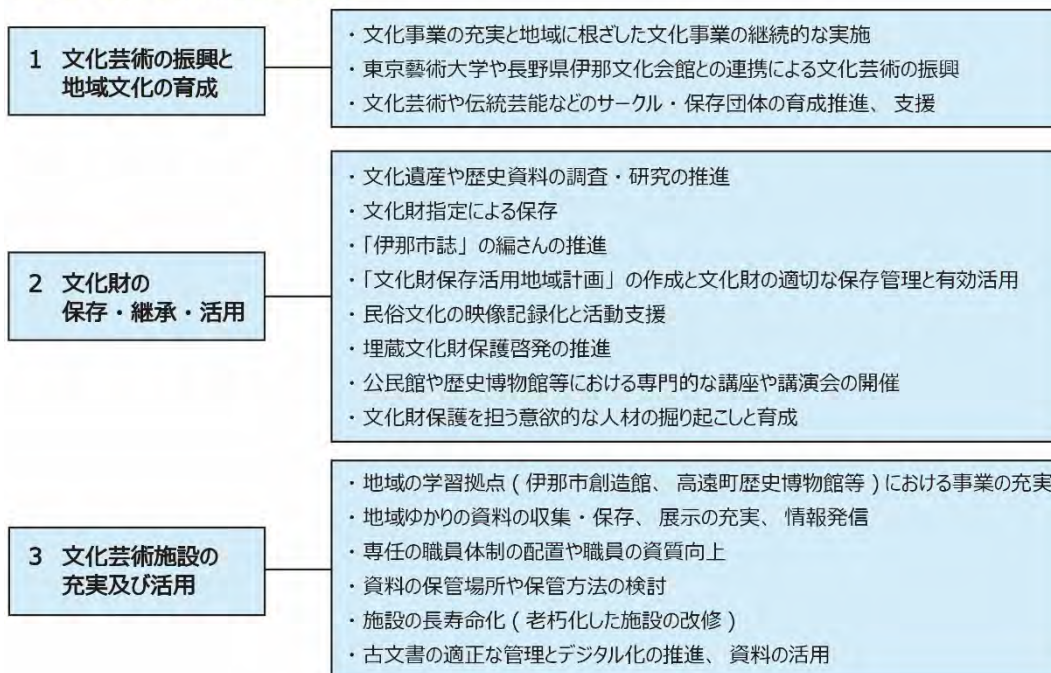 1 文化芸術の振興と
地域文化の育成
・文化事業の充実と地域に根ざした文化事業の継続的な実施
・東京藝術大学や長野県伊那文化会館との連携による文化芸術の振興
・文化芸術や伝統芸能などのサークル・保存団体の育成推進、支援
2 文化財の
保存・継承・活用
・文化遺産や歴史資料の調査・研究の推進
・文化財指定による保存
・「伊那市誌」の編さんの推進
・「文化財保存活用地域計画」の作成と文化財の適切な保存管理と有効活用
・民俗文化の映像記録化と活動支援
・埋蔵文化財保護啓発の推進
・公民館や歴史博物館等における専門的な講座や講演会の開催
・文化財保護を担う意欲的な人材の掘り起こしと育成
3 文化芸術施設の
充実及び活用
・地域の学習拠点(伊那市創造館、高遠町歴史博物館等)における事業の充実
・地域ゆかりの資料の収集・保存、展示の充実、情報発信
・専任の職員体制の配置や職員の資質向上
・資料の保管場所や保管方法の検討
・施設の長寿命化(老朽化した施設の改修)
・古文書の適正な管理とデジタル化の推進、資料の活用